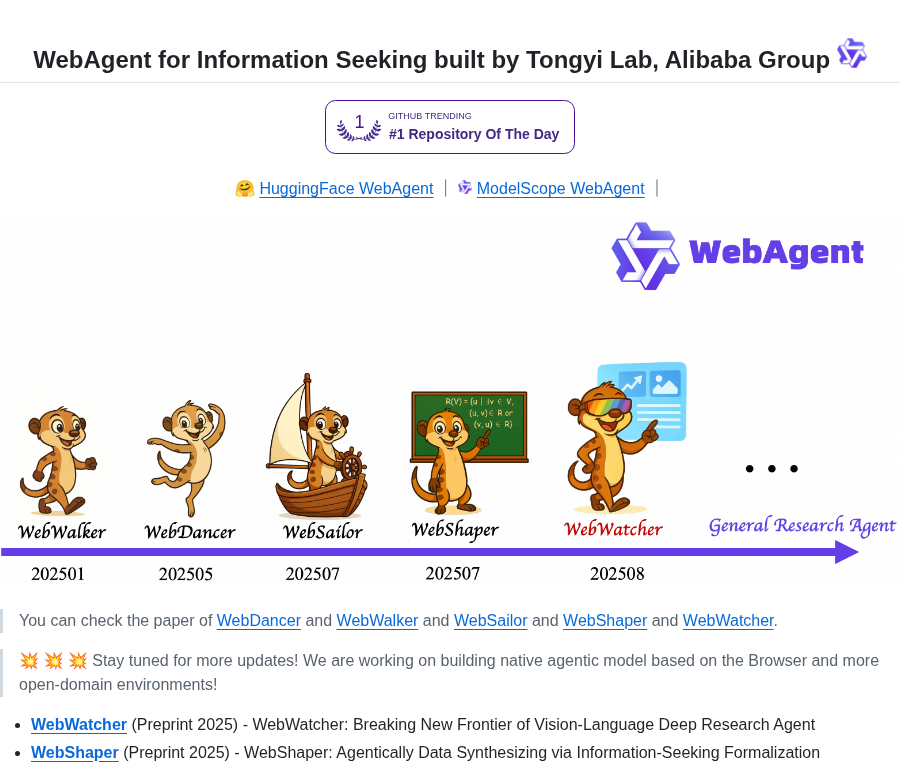 WebAgent for Information Seeking built by Tongyi Lab, Alibaba Group
1
GITHUB TRENDING
#1 Repository Of The Day
🤗 HuggingFace WebAgent | ModelScope WebAgent |
WebAgent
R(V) = {u | ∃v ∈ V,
(u, v) ∈ R or
(v, u) ∈ R}
WebWalker WebDancer WebSailor WebShaper WebWatcher General Research Agent
. . .
202501 202505 202507 202507 202508
You can check the paper of WebDancer and WebWalker and WebSailor and WebShaper and WebWatcher.
💥 💥 💥 Stay tuned for more updates! We are working on building native agentic model based on the Browser and more
open-domain environments!
• WebWatcher (Preprint 2025) - WebWatcher: Breaking New Frontier of Vision-Language Deep Research Agent
• WebShaper (Preprint 2025) - WebShaper: Agentically Data Synthesizing via Information-Seeking Formalization